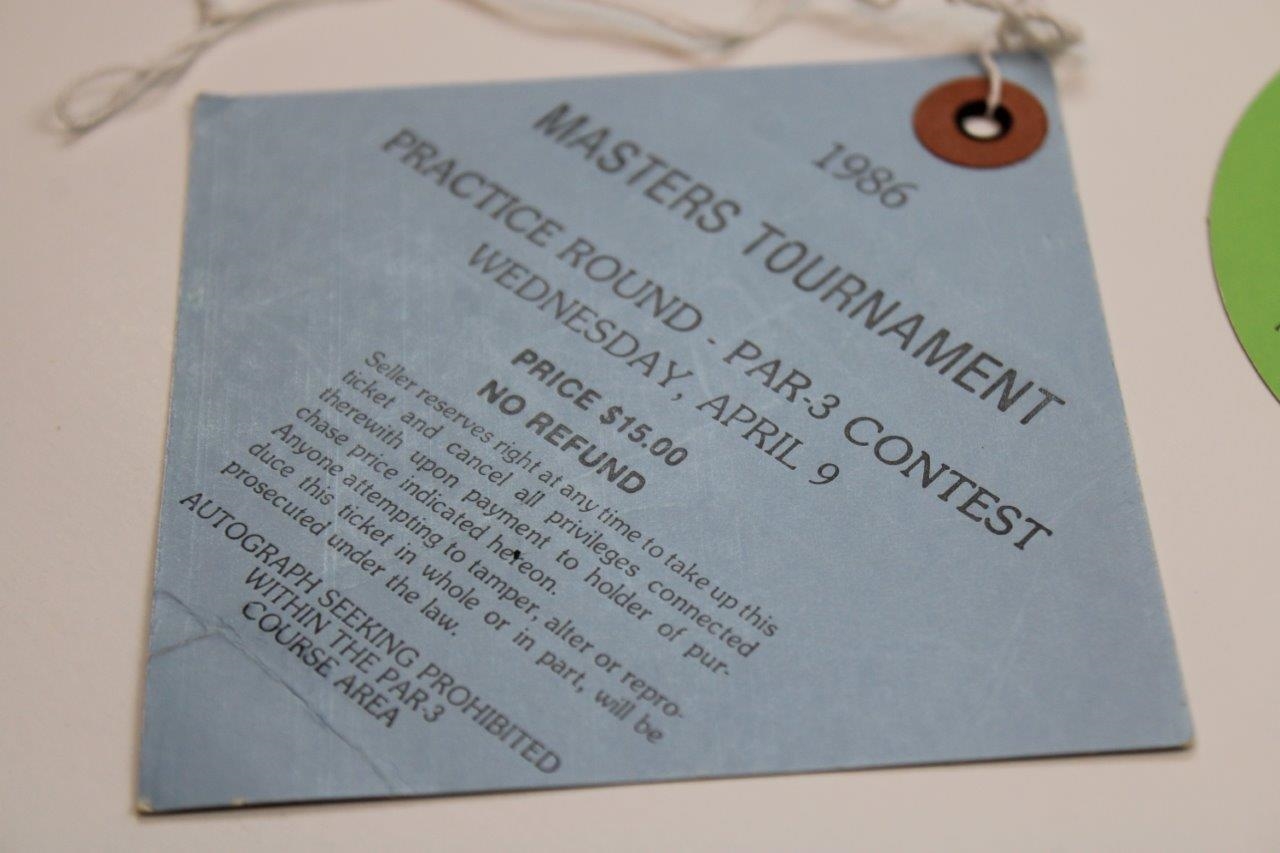 1986
MASTERS TOURNAMENT
PRACTICE ROUND - PAR-3 CONTEST
WEDNESDAY, APRIL 9
PRICE $15.00
NO REFUND
Seller reserves right at any time to take up this
ticket and cancel all privileges connected
therewith upon payment to holder of pur-
chase price indicated hereon.
Anyone attempting to tamper, alter or repro-
duce this ticket in whole or in part, will be
prosecuted under the law.
AUTOGRAPH SEEKING PROHIBITED
WITHIN THE PAR-3
COURSE AREA